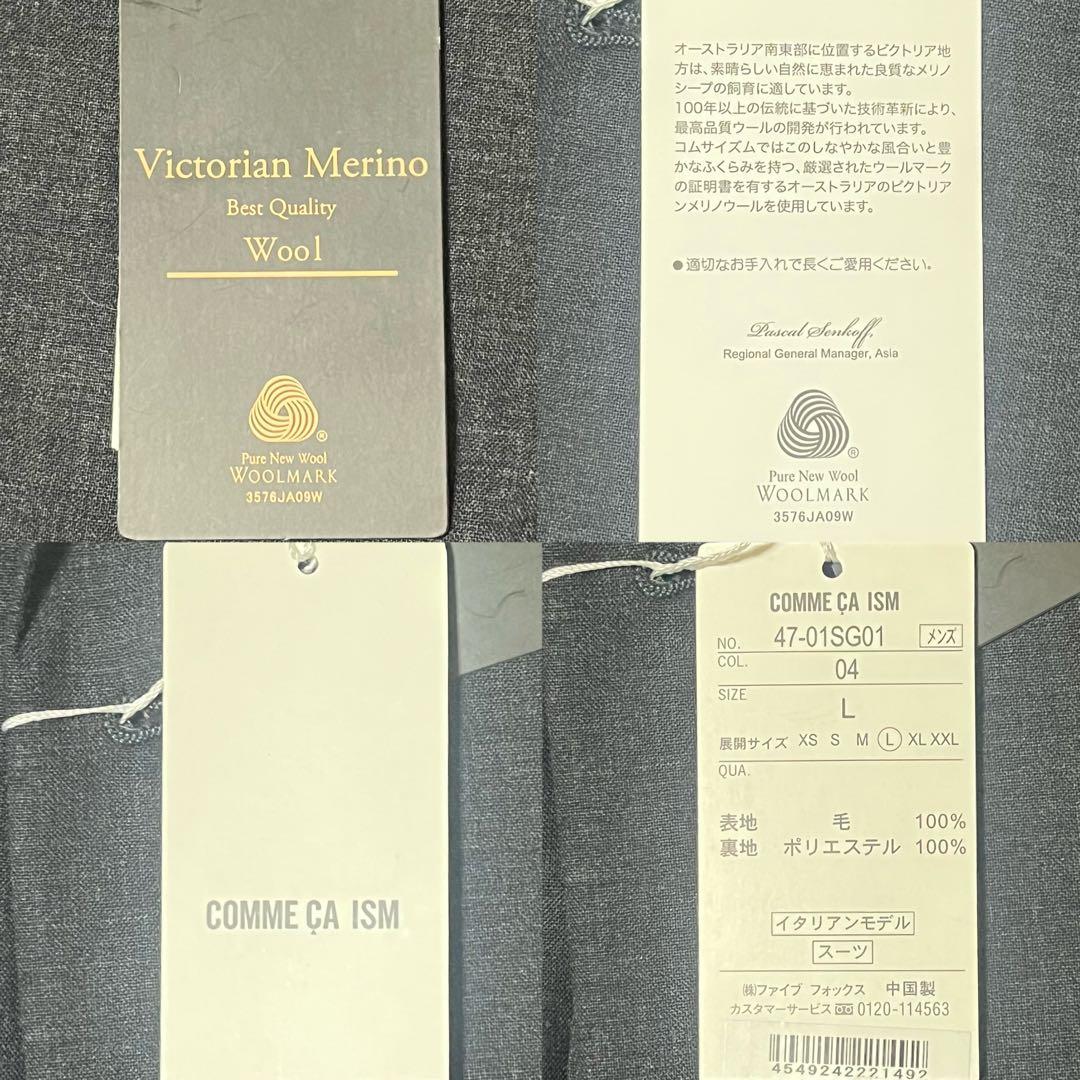 Victorian Merino
Best Quality
Wool
®
Pure New Wool
WOOLMARK
3576JA09W
オーストラリア南東部に位置するビクトリア地
方は、素晴らしい自然に恵まれた良質なメリノ
シープの飼育に適しています。
100年以上の伝統に基づいた技術革新により、
最高品質ウールの開発が行われています。
コムサイズムではこのしなやかな風合いと豊
かなふくらみを持つ、厳選されたウールマーク
の証明書を有するオーストラリアのビクトリア
ンメリノウールを使用しています。
●適切なお手入れで長くご愛用ください。
Pascal Senkoff,
Regional General Manager, Asia
®
Pure New Wool
WOOLMARK
3576JA09W
COMME ÇA ISM
COMME ÇA ISM
NO. 47-01SG01 メンズ
COL. 04
SIZE
L
展開サイズ XS S M L XL XXL
QUA.
表地 毛 100%
裏地 ポリエステル 100%
イタリアンモデル
スーツ
㈱ファイブ フォックス 中国製
カスタマーサービス 0120-114563
4549242221492